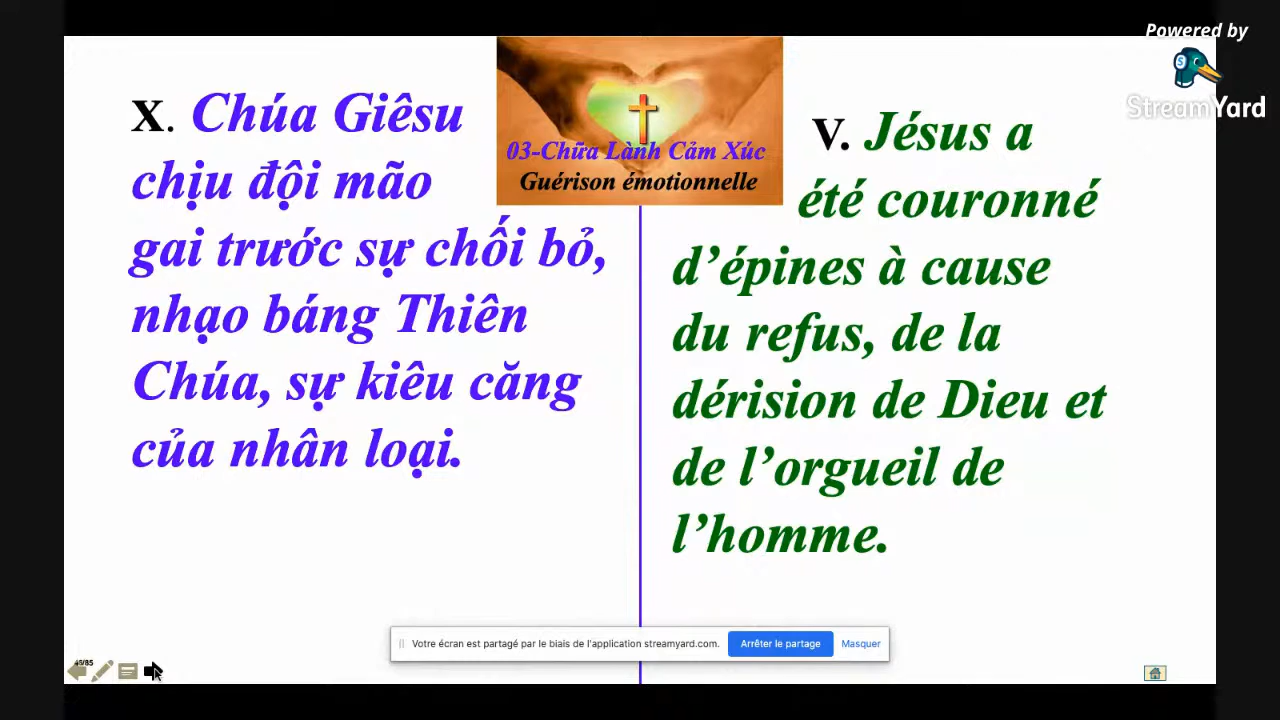 Powered by
StreamYard
X. Chúa Giêsu
chịu đội mão
gai trước sự chối bỏ,
nhạo báng Thiên
Chúa, sự kiêu căng
của nhân loại.
03-Chữa Lành Cảm Xúc
Guérison émotionnelle
V. Jésus a
été couronné
d’épines à cause
du refus, de la
dérision de Dieu et
de l’orgueil de
l’homme.
Votre écran est partagé par le biais de l'application streamyard.com.
Arrêter le partage
Masquer